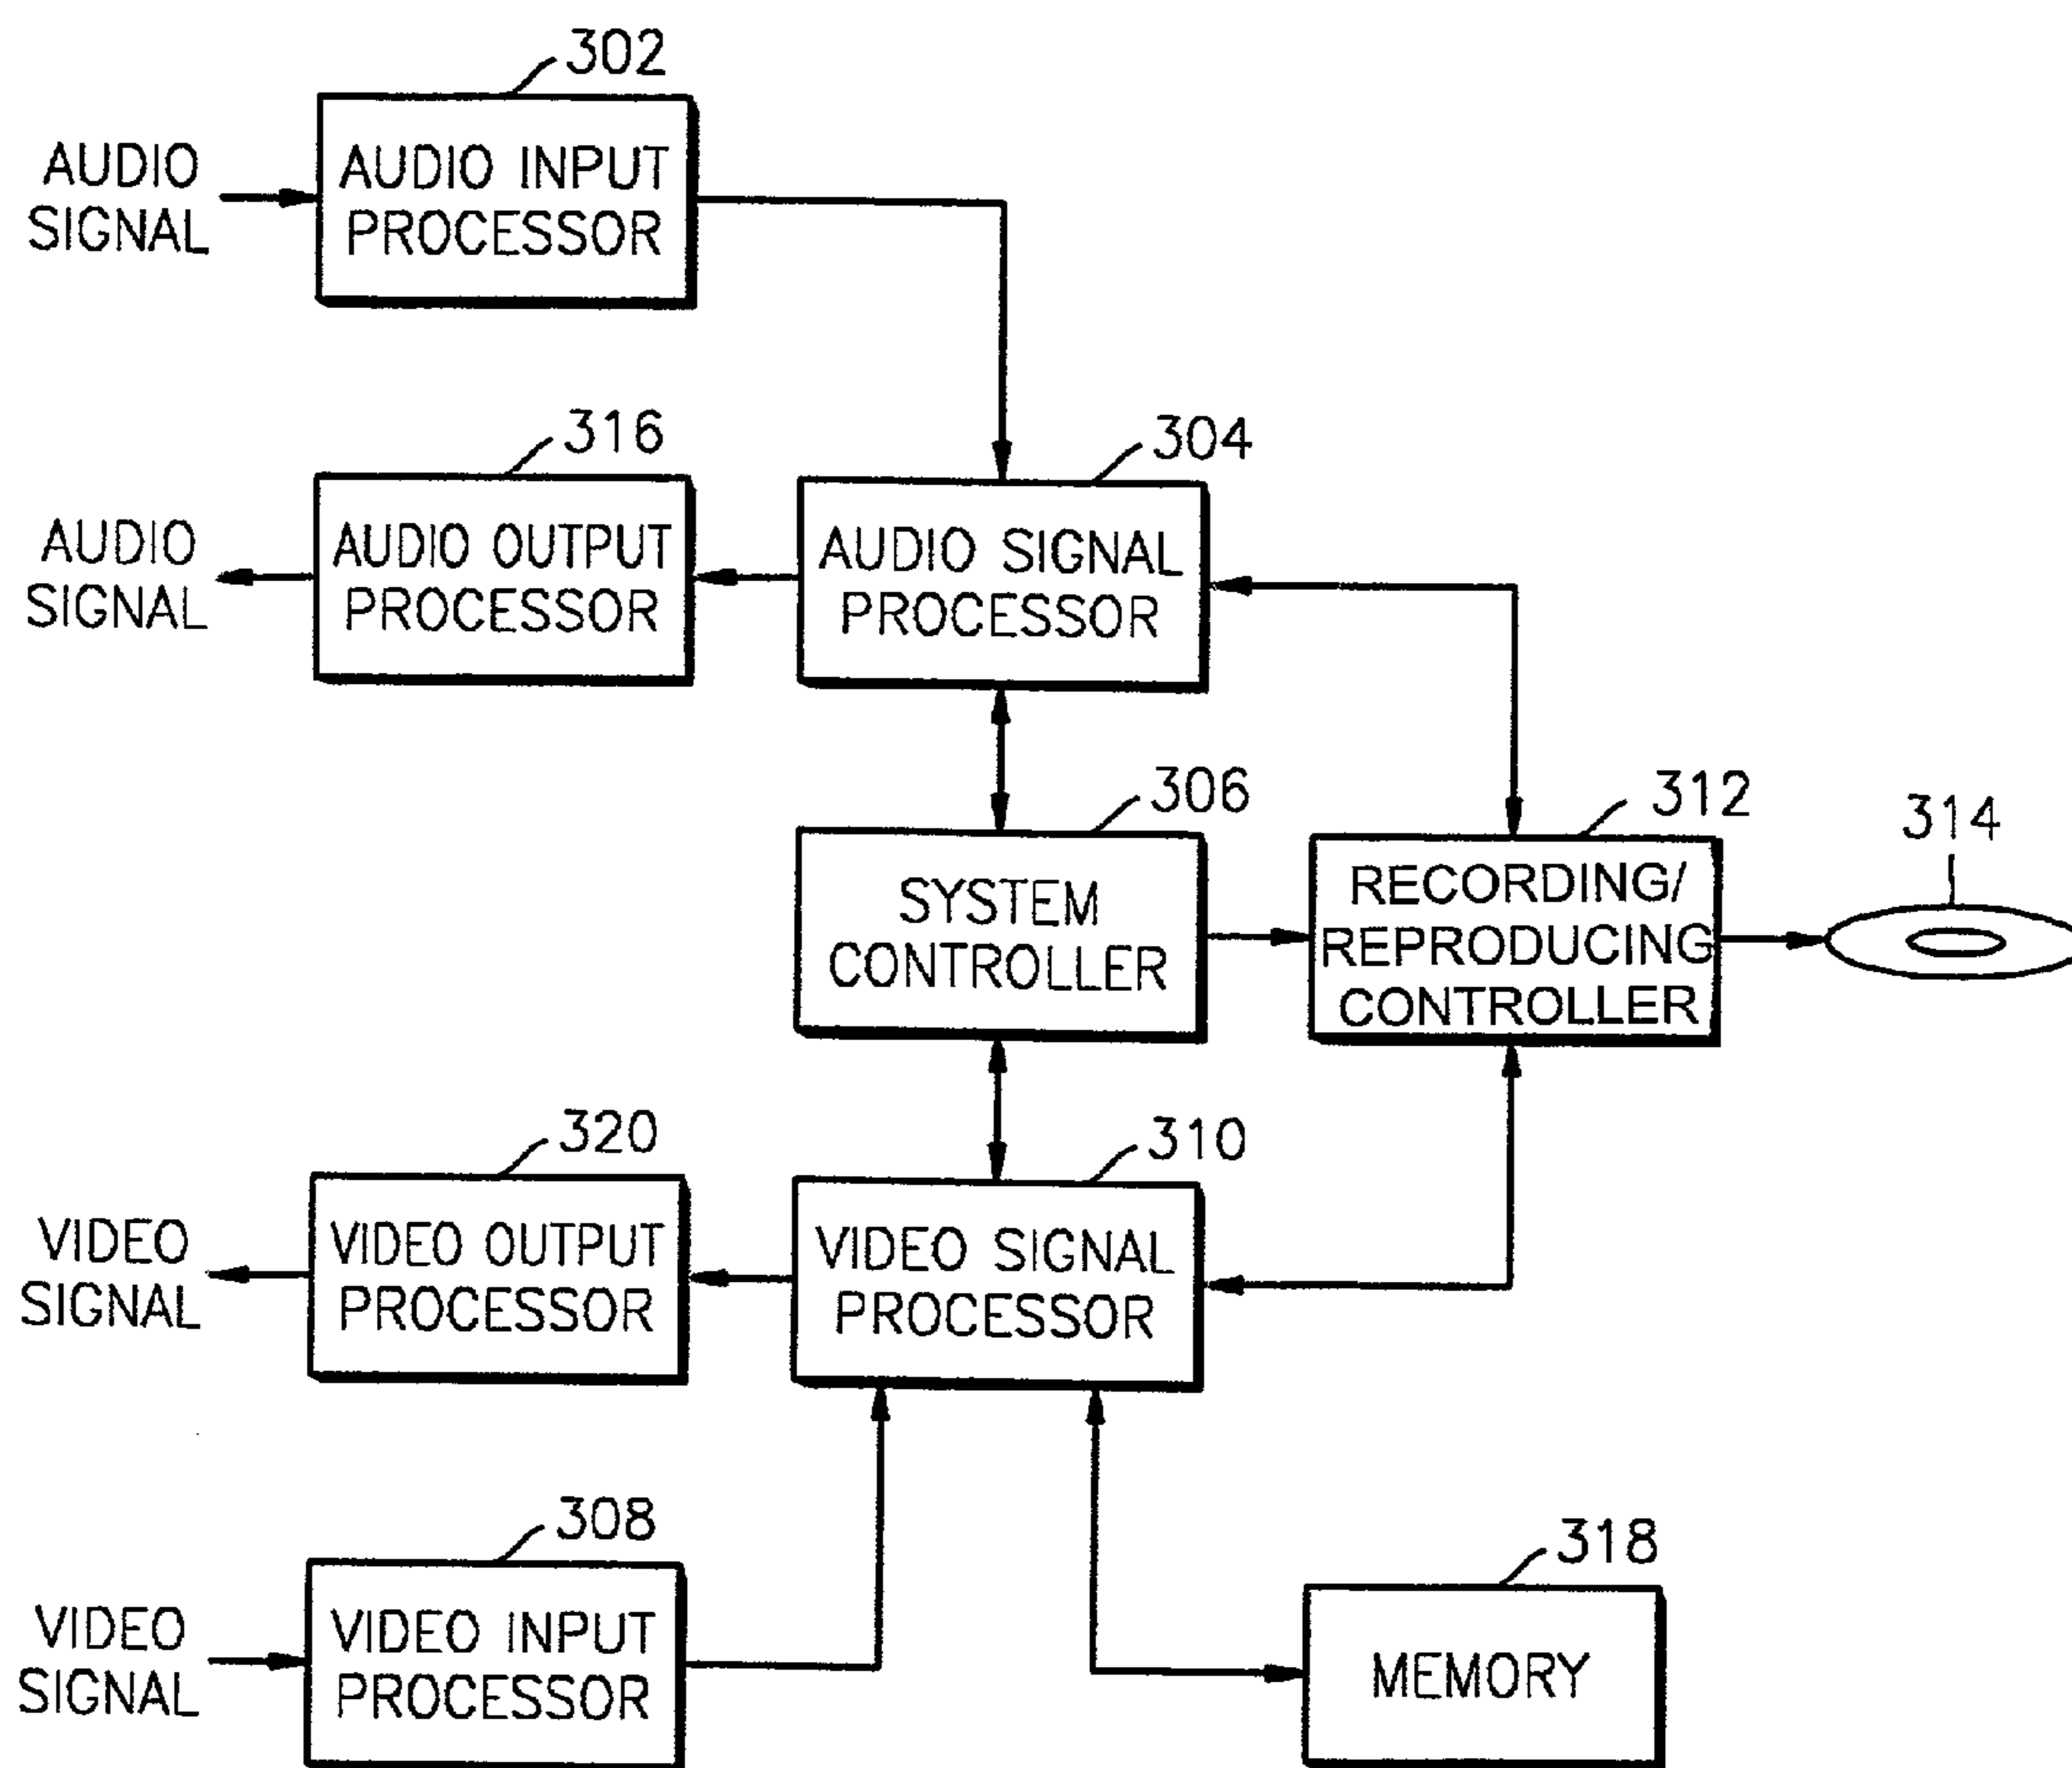 302
AUDIO
SIGNAL
AUDIO INPUT
PROCESSOR
316
304
AUDIO
SIGNAL
AUDIO OUTPUT
PROCESSOR
AUDIO SIGNAL
PROCESSOR
306
312
314
SYSTEM
CONTROLLER
RECORDING/
REPRODUCING
CONTROLLER
320
310
VIDEO
SIGNAL
VIDEO OUTPUT
PROCESSOR
VIDEO SIGNAL
PROCESSOR
308
318
VIDEO
SIGNAL
VIDEO INPUT
PROCESSOR
MEMORY